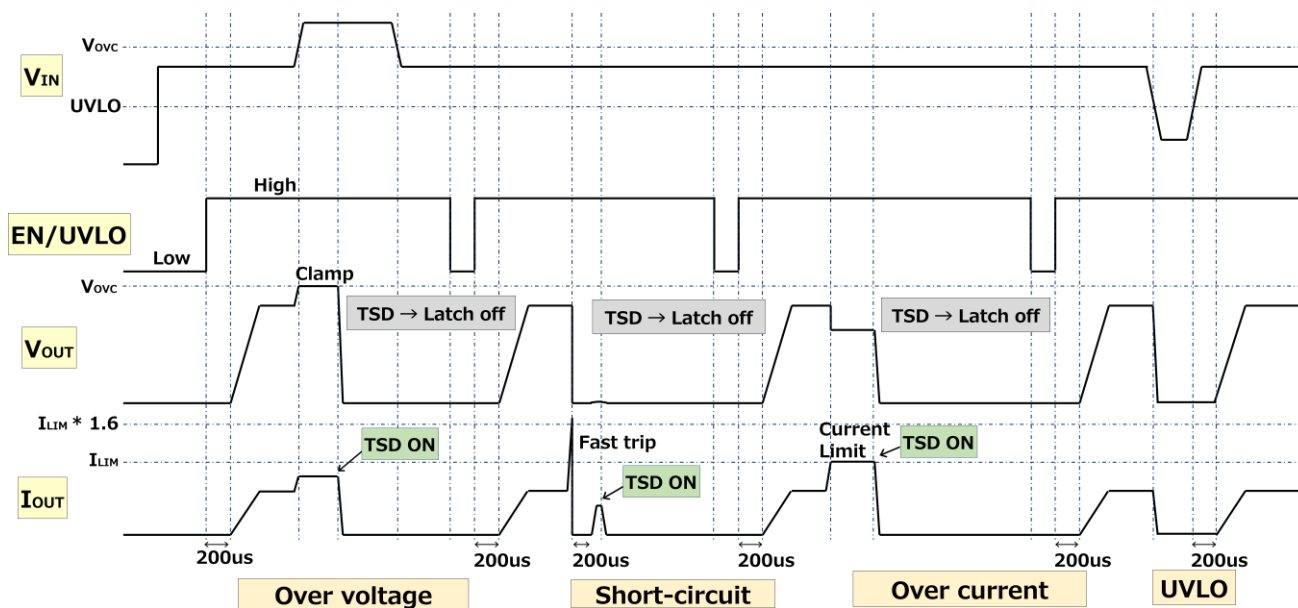 VOVC
VIN
UVLO
High
EN/UVLO
Low
VOVC
Clamp
TSD → Latch off
TSD → Latch off
TSD → Latch off
VOUT
ILIM * 1.6
Fast trip
Current
Limit
TSD ON
TSD ON
ILIM
TSD ON
IOUT
200us
200us
200us
200us
200us
200us
Over voltage
Short-circuit
Over current
UVLO